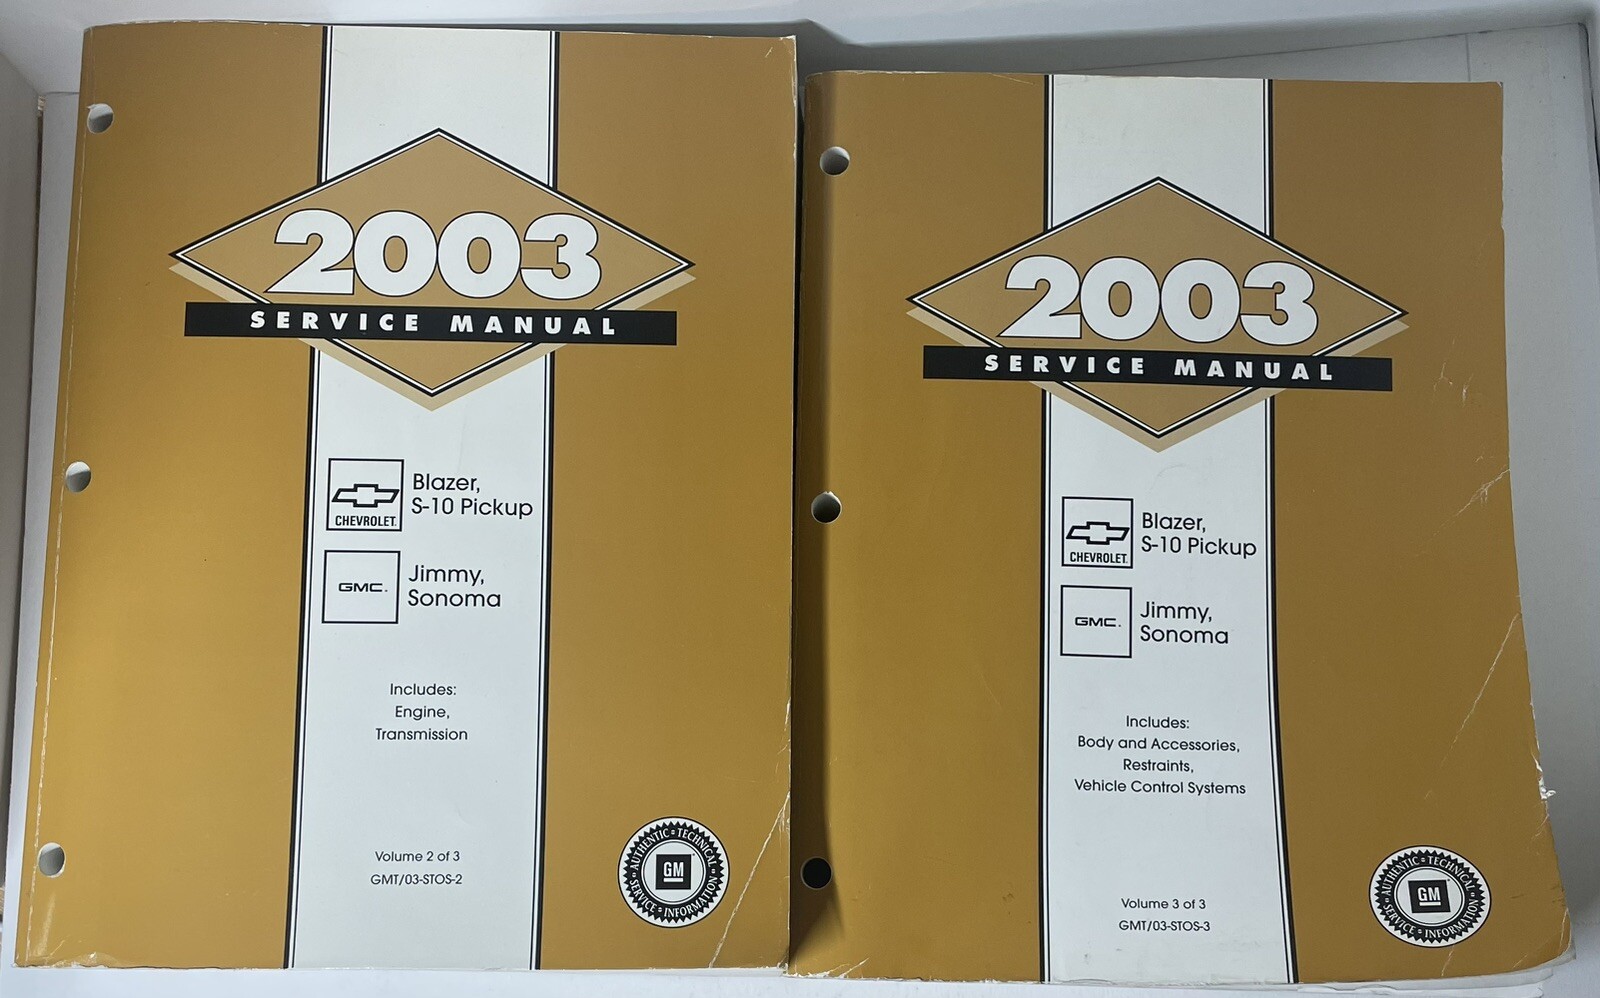 2003
SERVICE MANUAL
CHEVROLET
Blazer,
S-10 Pickup
GMC
Jimmy,
Sonoma
Includes:
Engine,
Transmission
Volume 2 of 3
GMT/03-STOS-2
AUTHENTIC TECHNICAL SERVICE INFORMATION
GM
2003
SERVICE MANUAL
CHEVROLET
Blazer,
S-10 Pickup
GMC
Jimmy,
Sonoma
Includes:
Body and Accessories,
Restraints,
Vehicle Control Systems
Volume 3 of 3
GMT/03-STOS-3
AUTHENTIC TECHNICAL SERVICE INFORMATION
GM